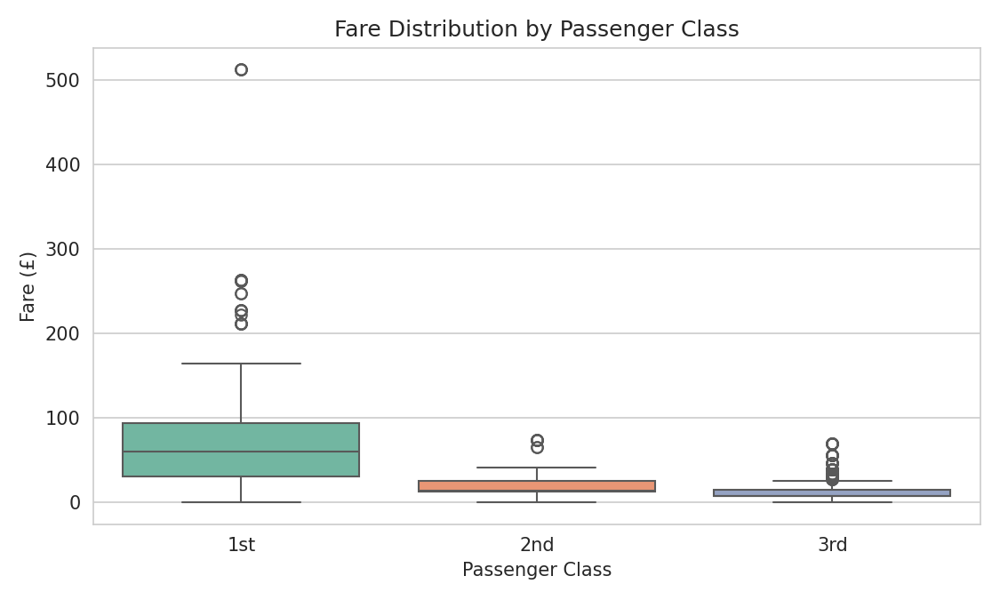 Fare Distribution by Passenger Class
Fare (£)
500
400
300
200
100
0
1st 2nd 3rd
Passenger Class